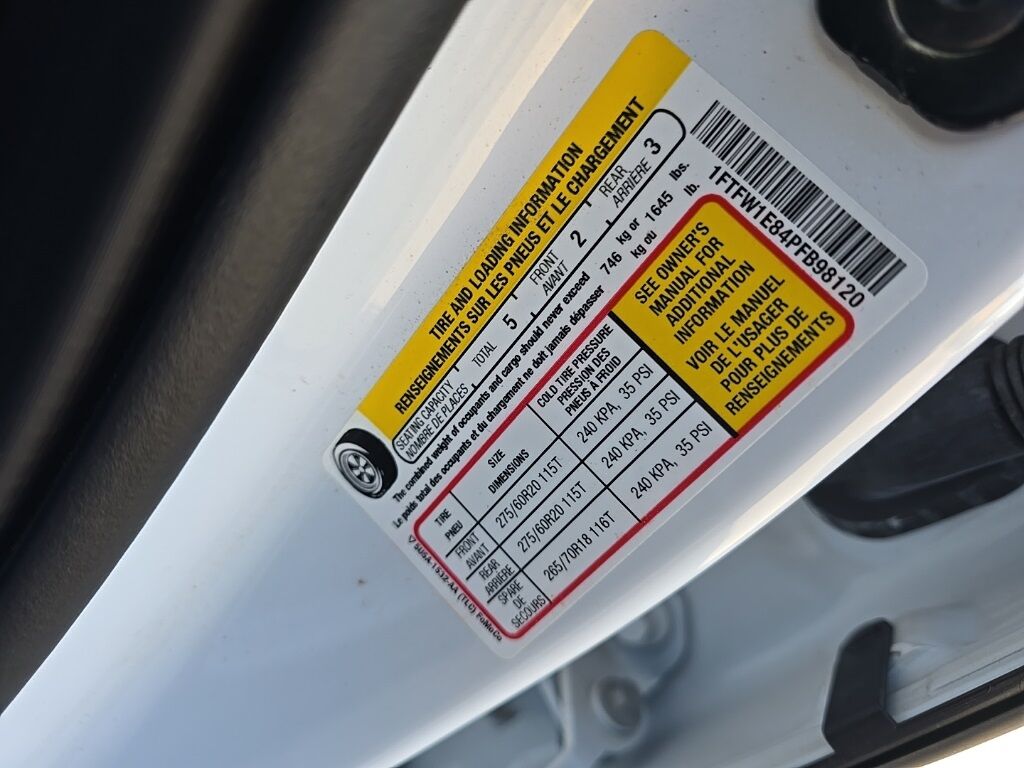 TIRE AND LOADING INFORMATION
RENSEIGNEMENTS SUR LES PNEUS ET LE CHARGEMENT
SEATING CAPACITY
NOMBRE DE PLACES
TOTAL 5
FRONT
AVANT
2
REAR
ARRIÈRE
3
The combined weight of occupants and cargo should never exceed 746 kg or 1645 lbs.
Le poids total des occupants et du chargement ne doit jamais dépasser kg ou lb.
TIRE
PNEU
SIZE
DIMENSIONS
COLD TIRE PRESSURE
PRESSION DES
PNEUS À FROID
FRONT
AVANT
275/60R20 115T
240 KPA, 35 PSI
REAR
ARRIÈRE
275/60R20 115T
240 KPA, 35 PSI
SPARE
DE
SECOURS
265/70R18 116T
240 KPA, 35 PSI
SEE OWNER'S
MANUAL FOR
ADDITIONAL
INFORMATION
VOIR LE MANUEL
DE L'USAGER
POUR PLUS DE
RENSEIGNEMENTS
1FTFW1E84PFB98120
5USA-1532-AA (TLU) FoMoCo